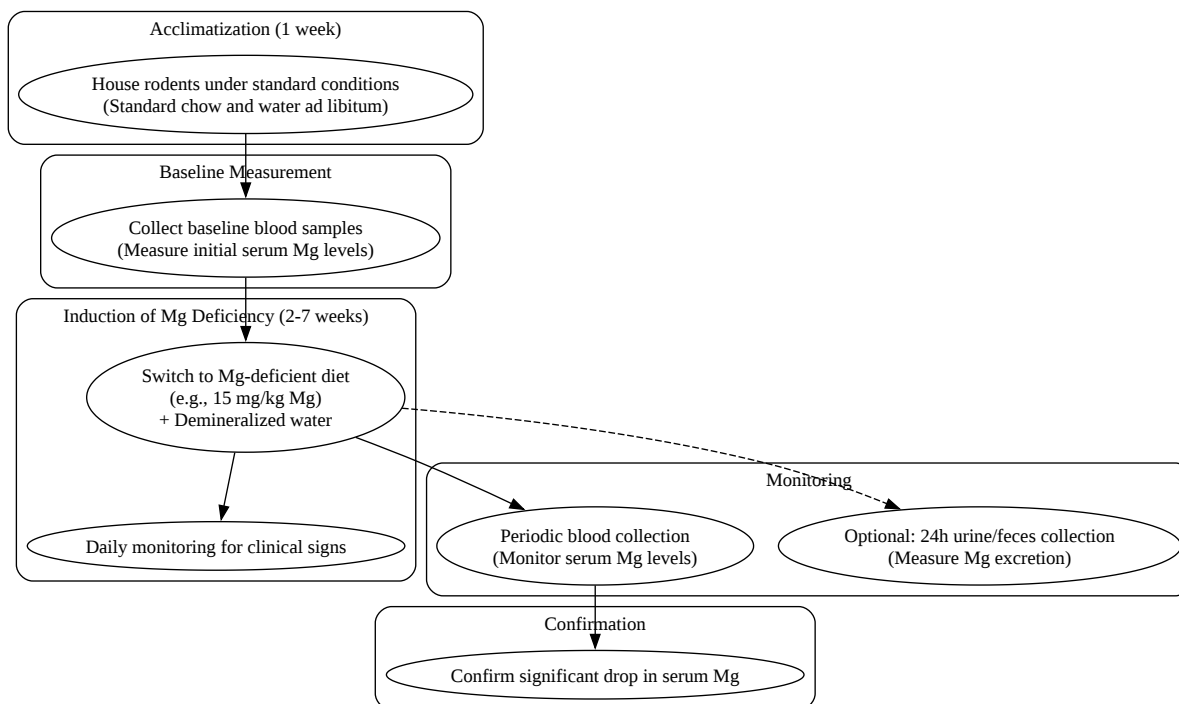 Acclimatization (1 week)
House rodents under standard conditions
(Standard chow and water ad libitum)
Baseline Measurement
Collect baseline blood samples
(Measure initial serum Mg levels)
Induction of Mg Deficiency (2-7 weeks)
Switch to Mg-deficient diet
(e.g., 15 mg/kg Mg)
+ Demineralized water
Daily monitoring for clinical signs
Monitoring
Periodic blood collection
(Monitor serum Mg levels)
Optional: 24h urine/feces collection
(Measure Mg excretion)
Confirmation
Confirm significant drop in serum Mg